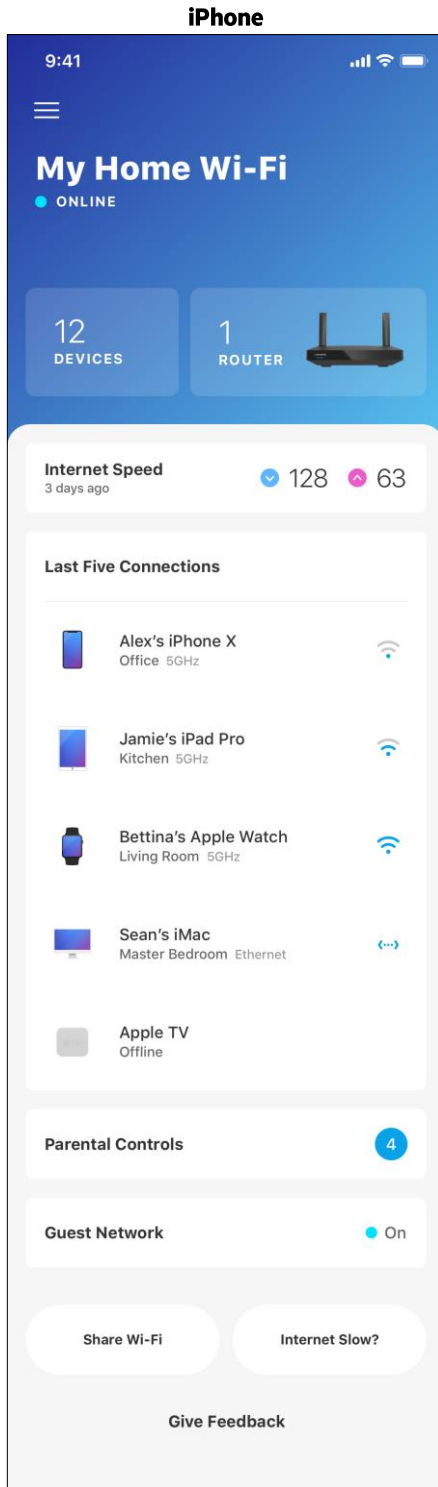 iPhone
9:41
My Home Wi-Fi
ONLINE
12
DEVICES
1
ROUTER
Internet Speed
3 days ago
128
63
Last Five Connections
Alex’s iPhone X
Office 5GHz
Jamie’s iPad Pro
Kitchen 5GHz
Bettina’s Apple Watch
Living Room 5GHz
Sean’s iMac
Master Bedroom Ethernet
Apple TV
Offline
Parental Controls
4
Guest Network
On
Share Wi-Fi
Internet Slow?
Give Feedback